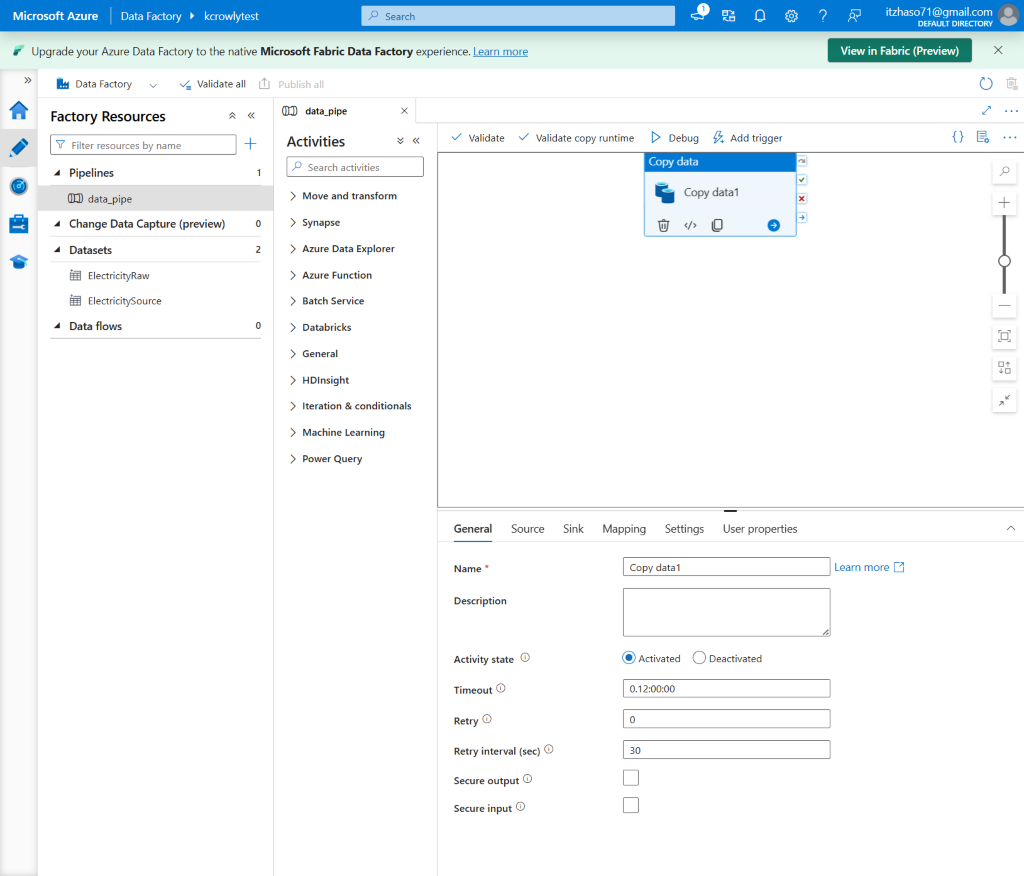 Microsoft Azure
Data Factory
kcrowlytest
Search
1
itzhaso71@gmail.com
DEFAULT DIRECTORY
Upgrade your Azure Data Factory to the native Microsoft Fabric Data Factory experience. Learn more
View in Fabric (Preview)
Data Factory
Validate all
Publish all
Factory Resources
Filter resources by name
Pipelines 1
data_pipe
Change Data Capture (preview) 0
Datasets 2
ElectricityRaw
ElectricitySource
Data flows 0
data_pipe
Activities
Search activities
Move and transform
Synapse
Azure Data Explorer
Azure Function
Batch Service
Databricks
General
HDInsight
Iteration & conditionals
Machine Learning
Power Query
Validate
Validate copy runtime
Debug
Add trigger
Copy data
Copy data1
General Source Sink Mapping Settings User properties
Name * Copy data1 Learn more
Description
Activity state Activated Deactivated
Timeout 0.12:00:00
Retry 0
Retry interval (sec) 30
Secure output
Secure input